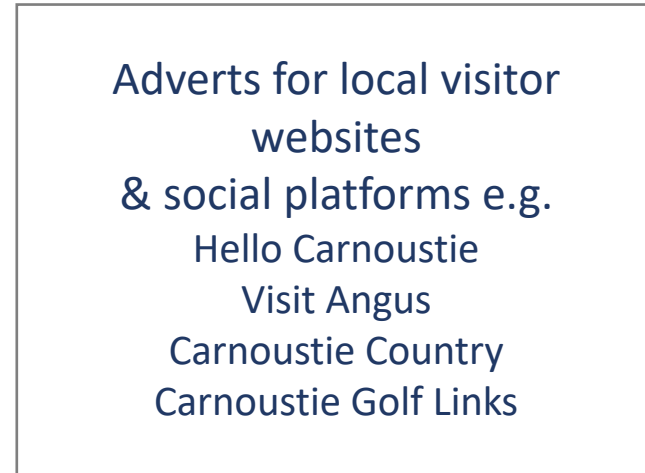 Adverts for local visitor
websites
& social platforms e.g.
Hello Carnoustie
Visit Angus
Carnoustie Country
Carnoustie Golf Links